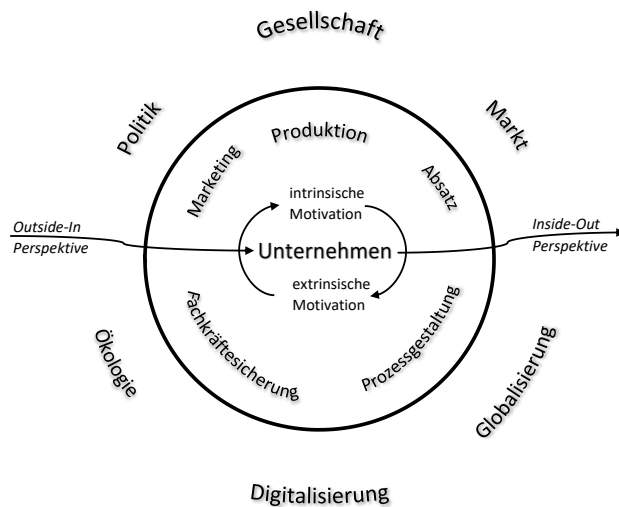 Gesellschaft
Politik
Markt
Produktion
Marketing
Absatz
intrinsische
Motivation
Outside-In
Perspektive
Unternehmen
Inside-Out
Perspektive
extrinsische
Motivation
Fachkräftesicherung
Prozessgestaltung
Ökologie
Globalisierung
Digitalisierung